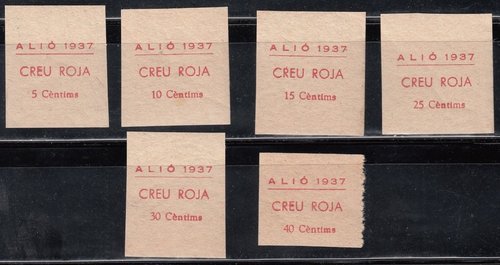 ALIÓ 1937
CREU ROJA
5 Cèntims
ALIÓ 1937
CREU ROJA
10 Cèntims
ALIÓ 1937
CREU ROJA
15 Cèntims
ALIÓ 1937
CREU ROJA
25 Cèntims
ALIÓ 1937
CREU ROJA
30 Cèntims
ALIÓ 1937
CREU ROJA
40 Cèntims